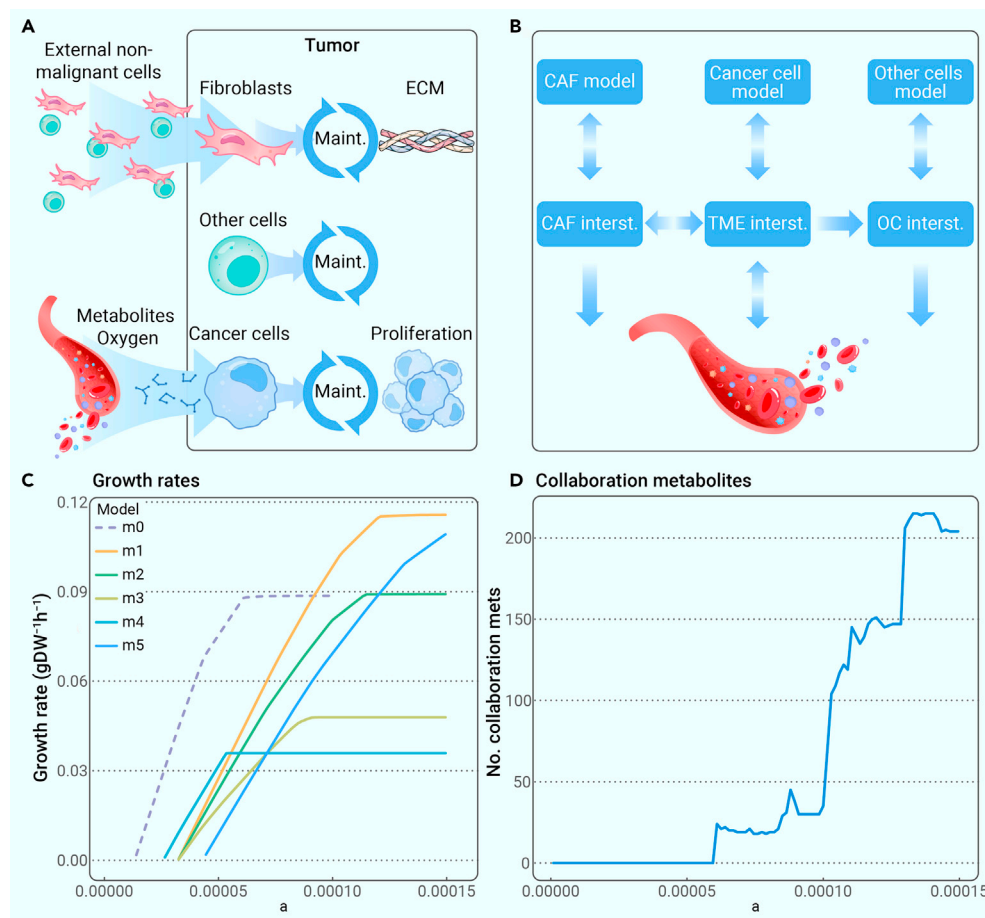 A
External non-
malignant cells
Tumor
Fibroblasts
ECM
Maint.
Other cells
Maint.
Metabolites
Oxygen
Cancer cells
Proliferation
Maint.
B
CAF model
Cancer cell
model
Other cells
model
CAF interst.
TME interst.
OC interst.
C
Growth rates
Growth rate (gDW⁻¹h⁻¹)
0.12
0.09
0.06
0.03
0.00
Model
m0
m1
m2
m3
m4
m5
0.00000
0.00005
0.00010
0.00015
a
D
Collaboration metabolites
No. collaboration mets
200
150
100
50
0
0.00000
0.00005
0.00010
0.00015
a